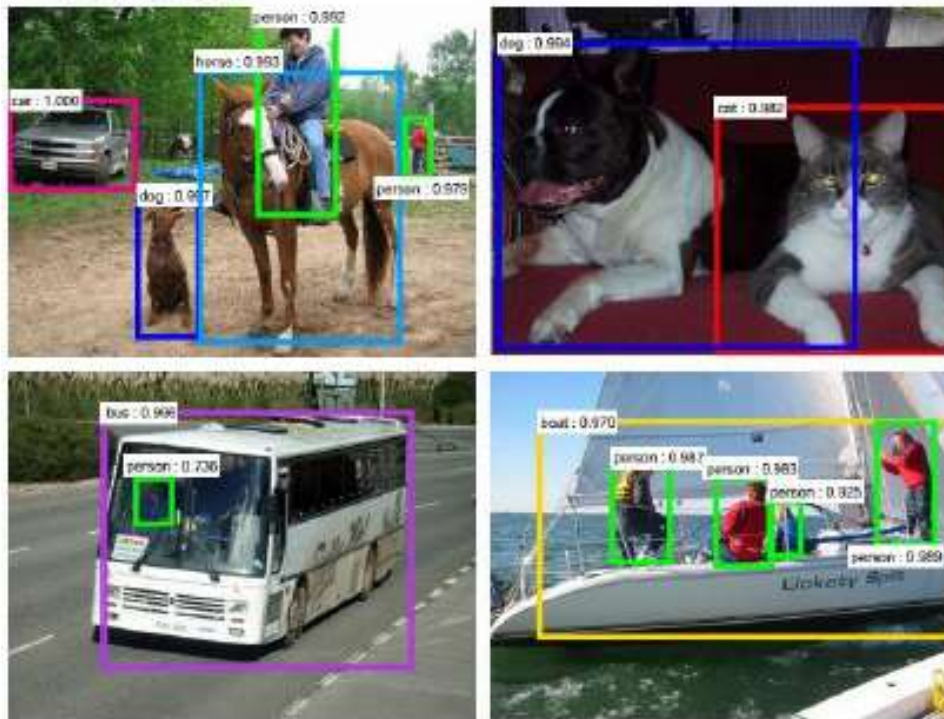 person : 0.992
horse : 0.993
car : 1.000
person : 0.979
dog : 0.997
dog : 0.994
cat : 0.982
bus : 0.996
person : 0.736
boat : 0.970
person : 0.987
person : 0.983
person : 0.925
person : 0.989